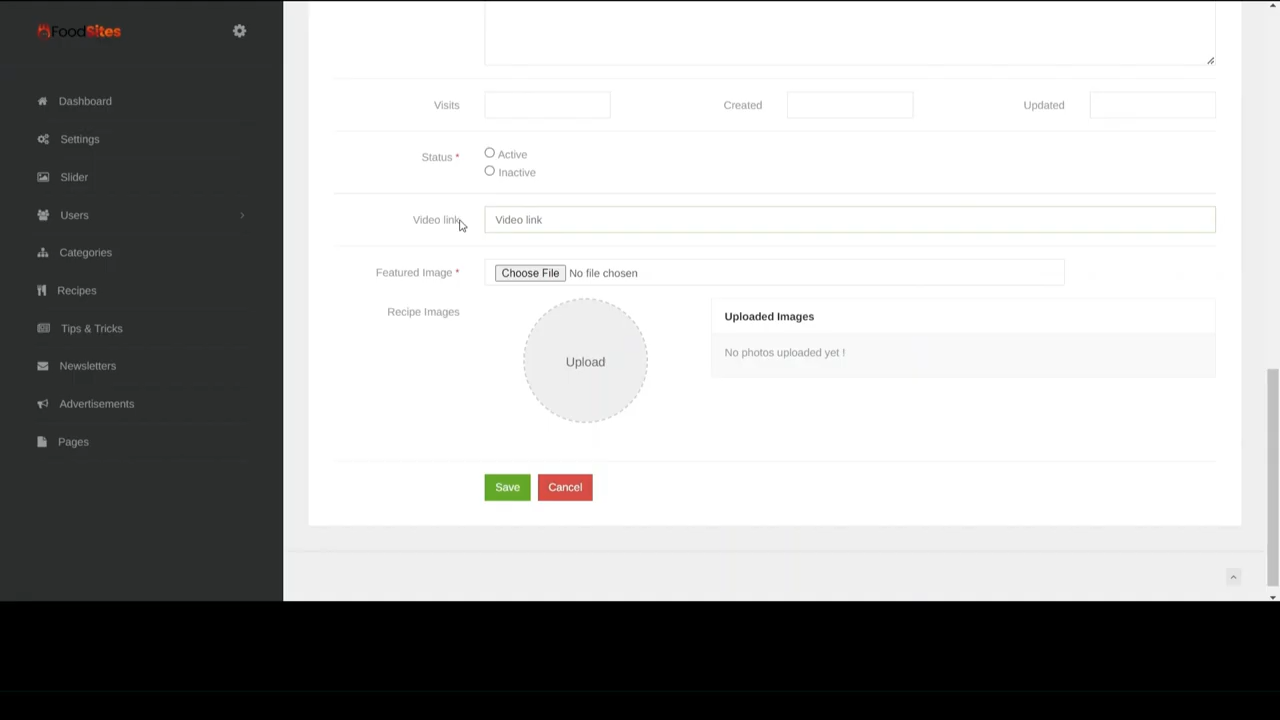 FoodSites
Dashboard
Settings
Slider
Users
Categories
Recipes
Tips & Tricks
Newsletters
Advertisements
Pages
Visits
Created
Updated
Status *
Active
Inactive
Video link
Video link
Featured Image *
Choose File No file chosen
Recipe Images
Upload
Uploaded Images
No photos uploaded yet !
Save
Cancel